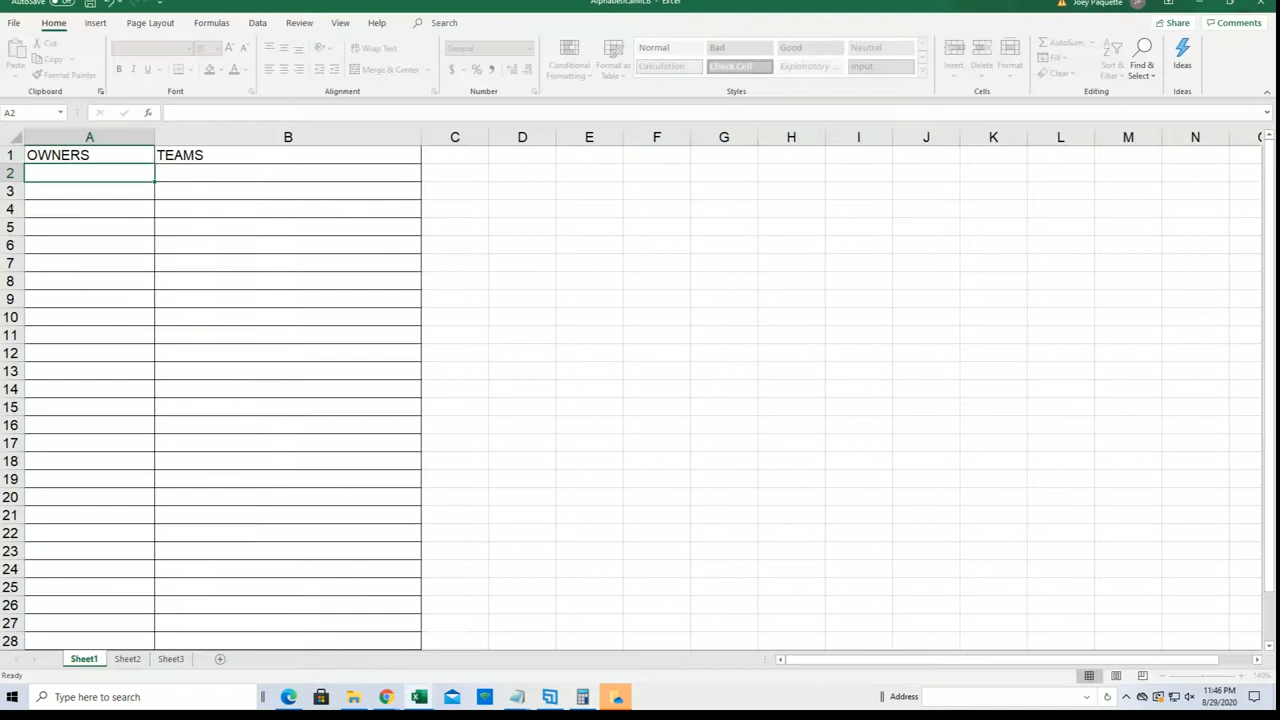 AutoSave Off AlphabeticalMLB - Excel Joey Paquette JP
File Home Insert Page Layout Formulas Data Review View Help Search Share Comments
Paste Cut Copy Format Painter
Wrap Text Merge & Center
General
Conditional Formatting Format as Table
Normal Bad Good Neutral
Calculation Check Cell Explanatory ... Input
Insert Delete Format
AutoSum Fill Clear
Sort & Filter Find & Select Ideas
Clipboard Font Alignment Number Styles Cells Editing Ideas
A2 fx
A B C D E F G H I J K L M N
1 OWNERS TEAMS
2
3
4
5
6
7
8
9
10
11
12
13
14
15
16
17
18
19
20
21
22
23
24
25
26
27
28
Sheet1 Sheet2 Sheet3
Ready 140%
Type here to search Address 11:46 PM
8/29/2020